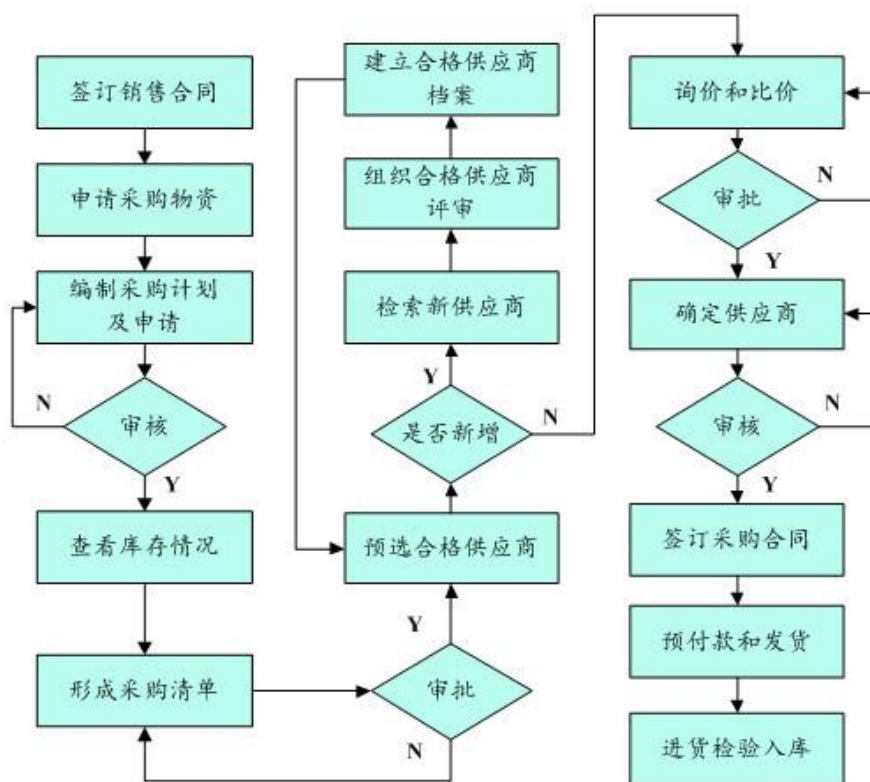 签订销售合同
申请采购物资
编制采购计划
及申请
N
审核
Y
查看库存情况
形成采购清单
建立合格供应商
档案
组织合格供应商
评审
检索新供应商
Y
是否新增
N
预选合格供应商
Y
审批
N
询价和比价
审批
N
Y
确定供应商
审核
N
Y
签订采购合同
预付款和发货
进货检验入库